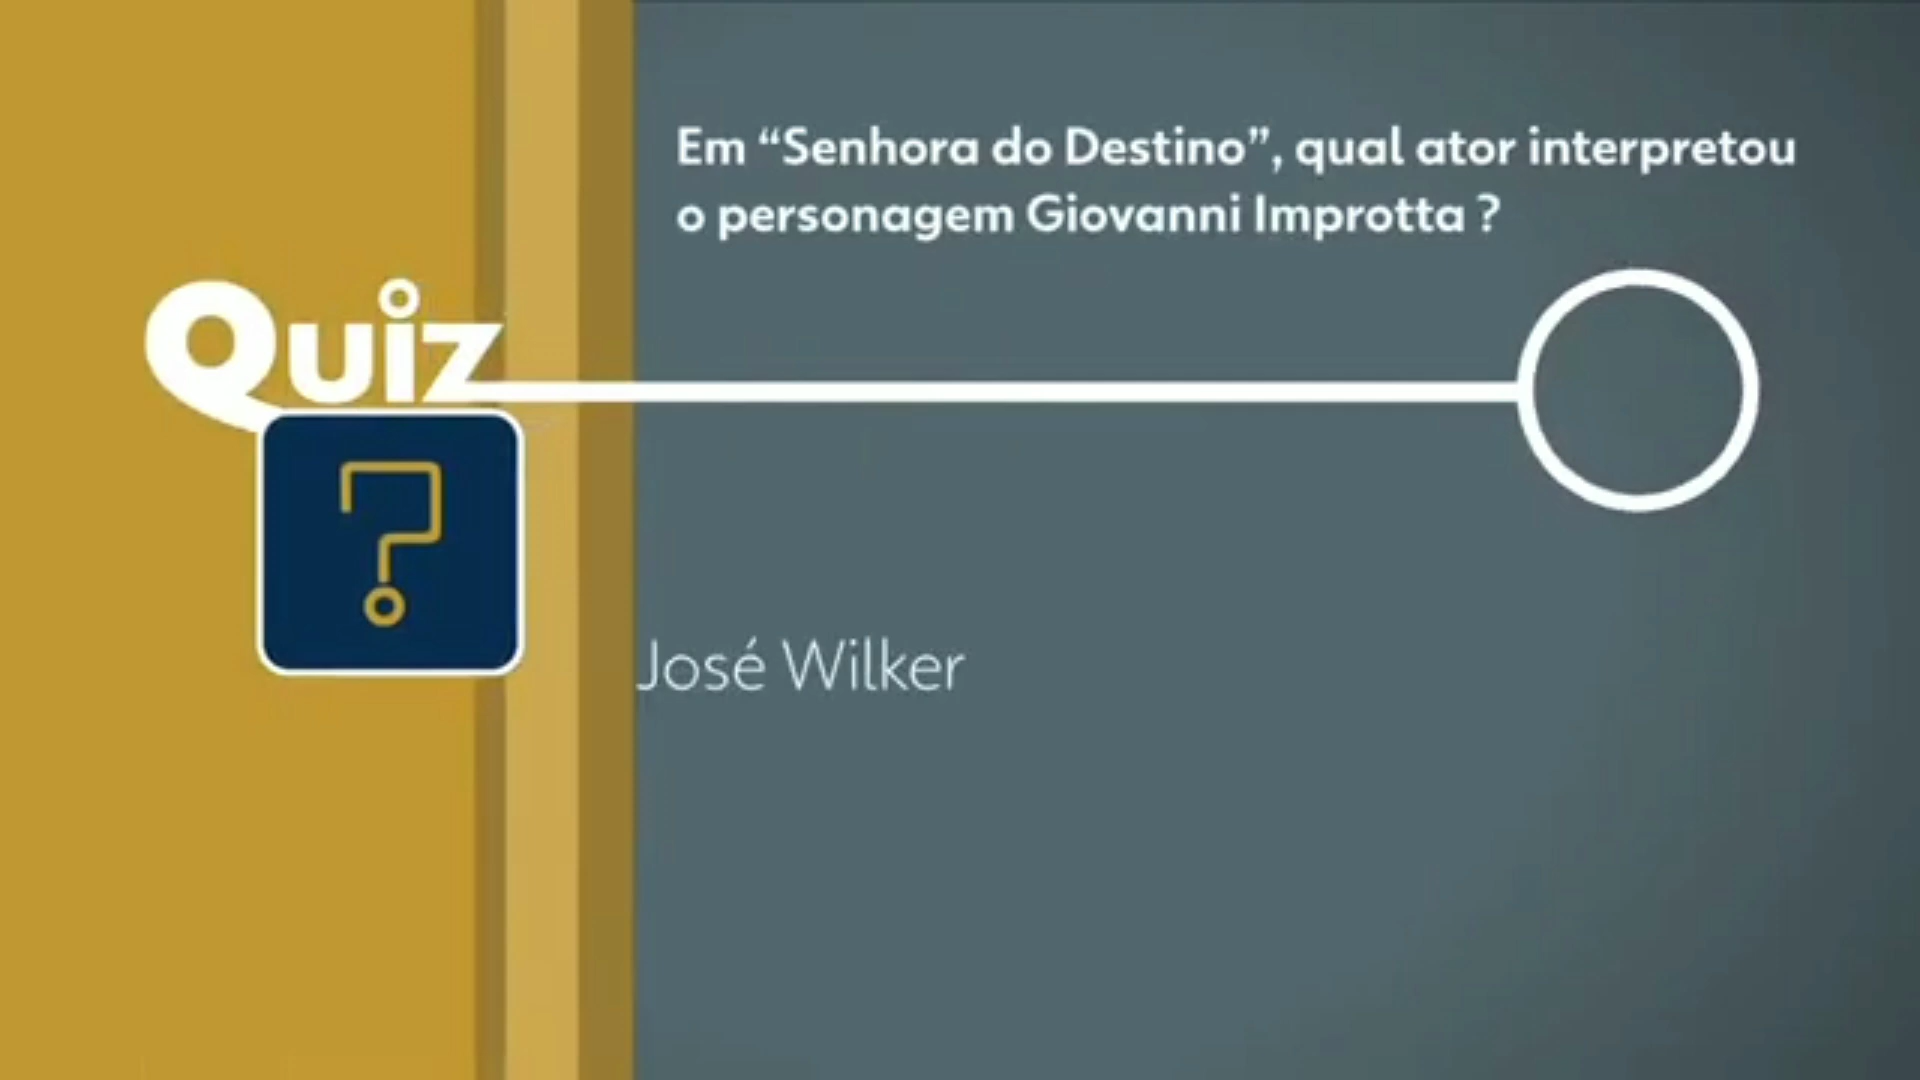 Em “Senhora do Destino”, qual ator interpretou
o personagem Giovanni Improtta ?
Quiz
?
José Wilker